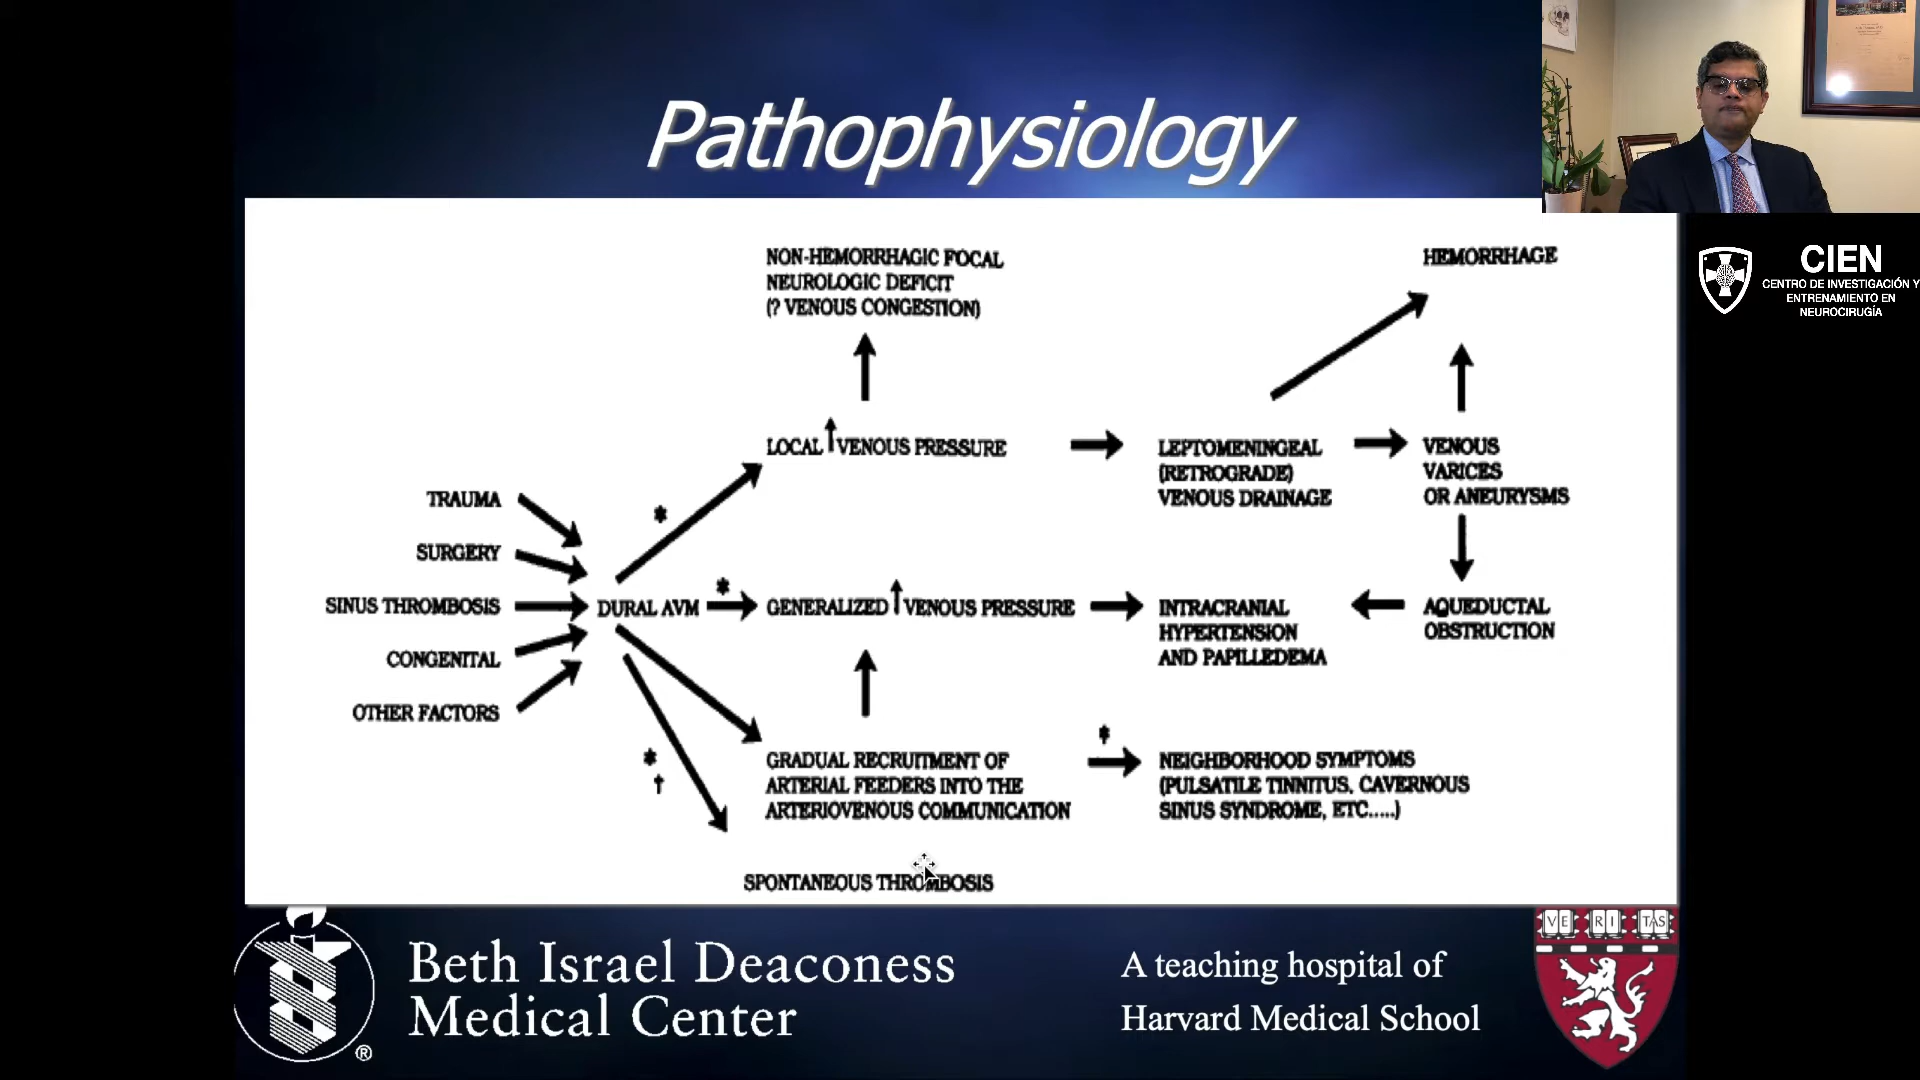 Pathophysiology
NON-HEMORRHAGIC FOCAL
NEUROLOGIC DEFICIT
(? VENOUS CONGESTION)
HEMORRHAGE
LOCAL ↑ VENOUS PRESSURE
LEPTOMENINGEAL
(RETROGRADE)
VENOUS DRAINAGE
VENOUS
VARICES
OR ANEURYSMS
TRAUMA
SURGERY
SINUS THROMBOSIS
CONGENITAL
OTHER FACTORS
*
DURAL AVM
*
GENERALIZED ↑ VENOUS PRESSURE
INTRACRANIAL
HYPERTENSION
AND PAPILLEDEMA
AQUEDUCTAL
OBSTRUCTION
*
†
GRADUAL RECRUITMENT OF
ARTERIAL FEEDERS INTO THE
ARTERIOVENOUS COMMUNICATION
NEIGHBORHOOD SYMPTOMS
(PULSATILE TINNITUS, CAVERNOUS
SINUS SYNDROME, ETC.....)
SPONTANEOUS THROMBOSIS
CIEN
CENTRO DE INVESTIGACIÓN Y
ENTRENAMIENTO EN
NEUROCIRUGÍA
Beth Israel Deaconess
Medical Center
®
A teaching hospital of
Harvard Medical School
VE RI TAS